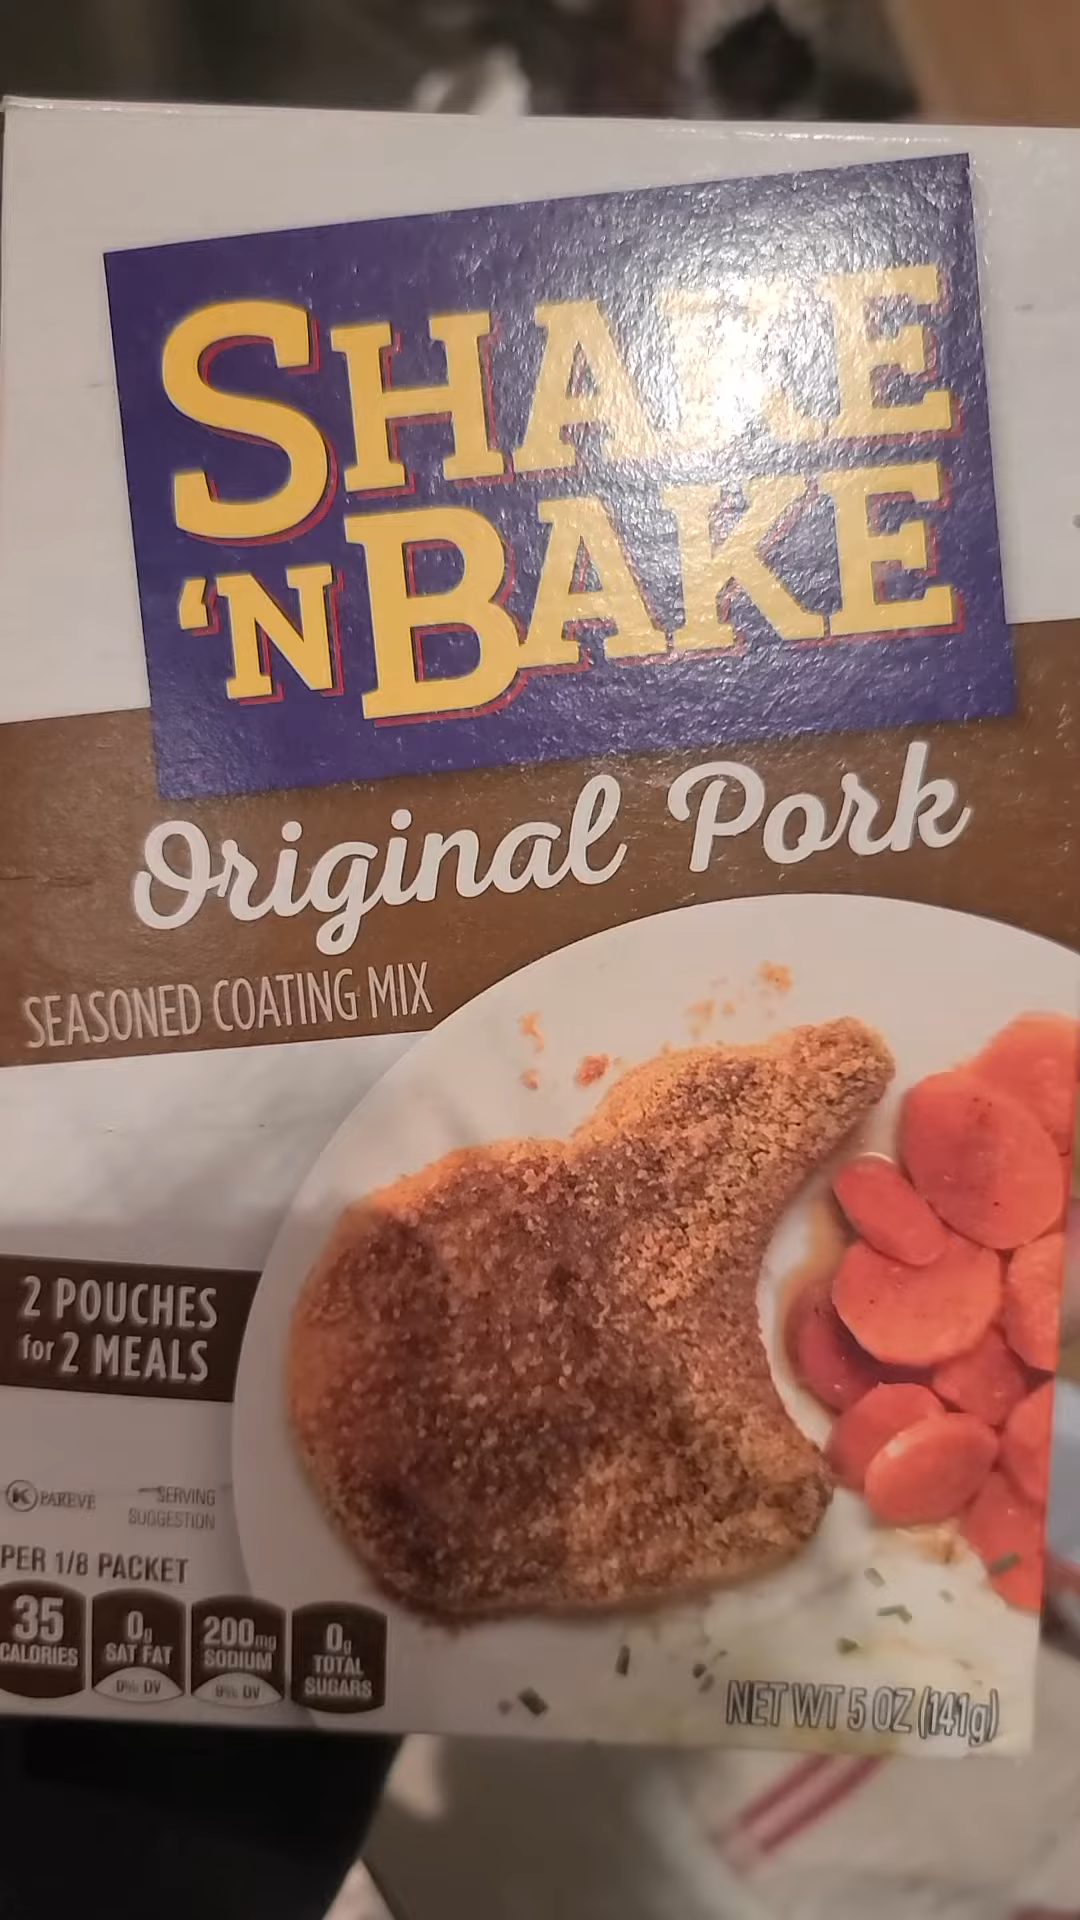 SHAKE
'N BAKE
Original Pork
SEASONED COATING MIX
2 POUCHES
for 2 MEALS
K PAREVE
SERVING
SUGGESTION
PER 1/8 PACKET
35
CALORIES
0g
SAT FAT
0% DV
200mg
SODIUM
9% DV
0g
TOTAL
SUGARS
NET WT 5 OZ (141g)